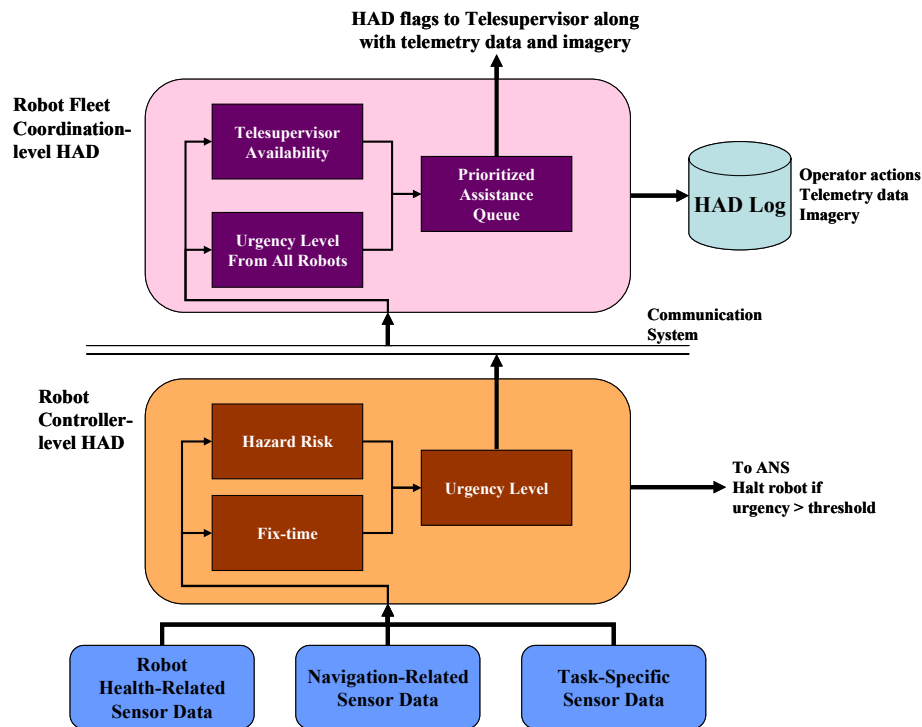 HAD flags to Telesupervisor along
with telemetry data and imagery
Robot Fleet
Coordination-
level HAD
Telesupervisor
Availability
Urgency Level
From All Robots
Prioritized
Assistance
Queue
HAD Log
Operator actions
Telemetry data
Imagery
Communication
System
Robot
Controller-
level HAD
Hazard Risk
Fix-time
Urgency Level
To ANS
Halt robot if
urgency > threshold
Robot
Health-Related
Sensor Data
Navigation-Related
Sensor Data
Task-Specific
Sensor Data